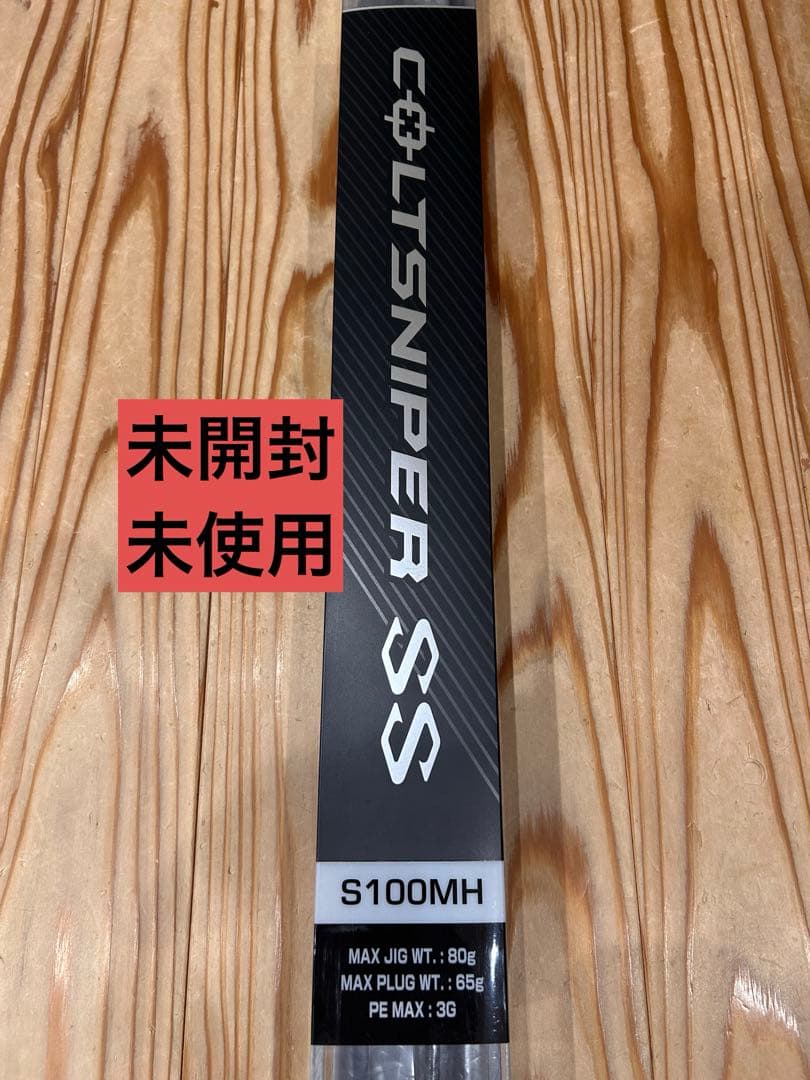 COLTSNIPER SS
未開封
未使用
S100MH
MAX JIG WT. : 80g
MAX PLUG WT. : 65g
PE MAX : 3G